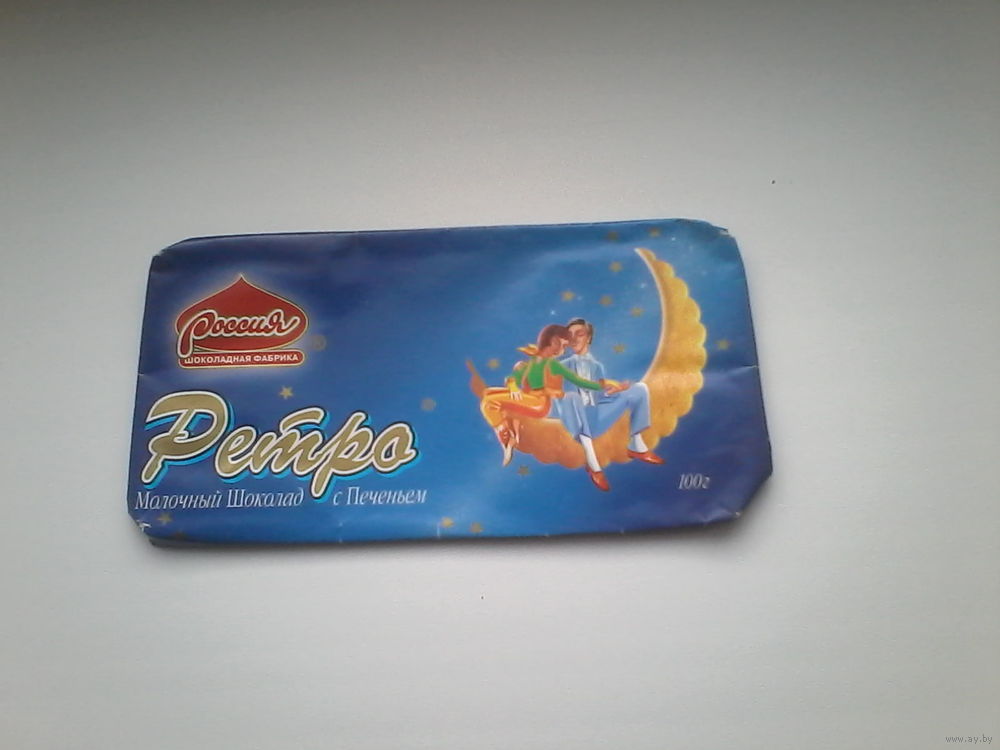 Россия
ШОКОЛАДНАЯ ФАБРИКА
Ретро
Молочный Шоколад с Печеньем
100г
www.ay.by